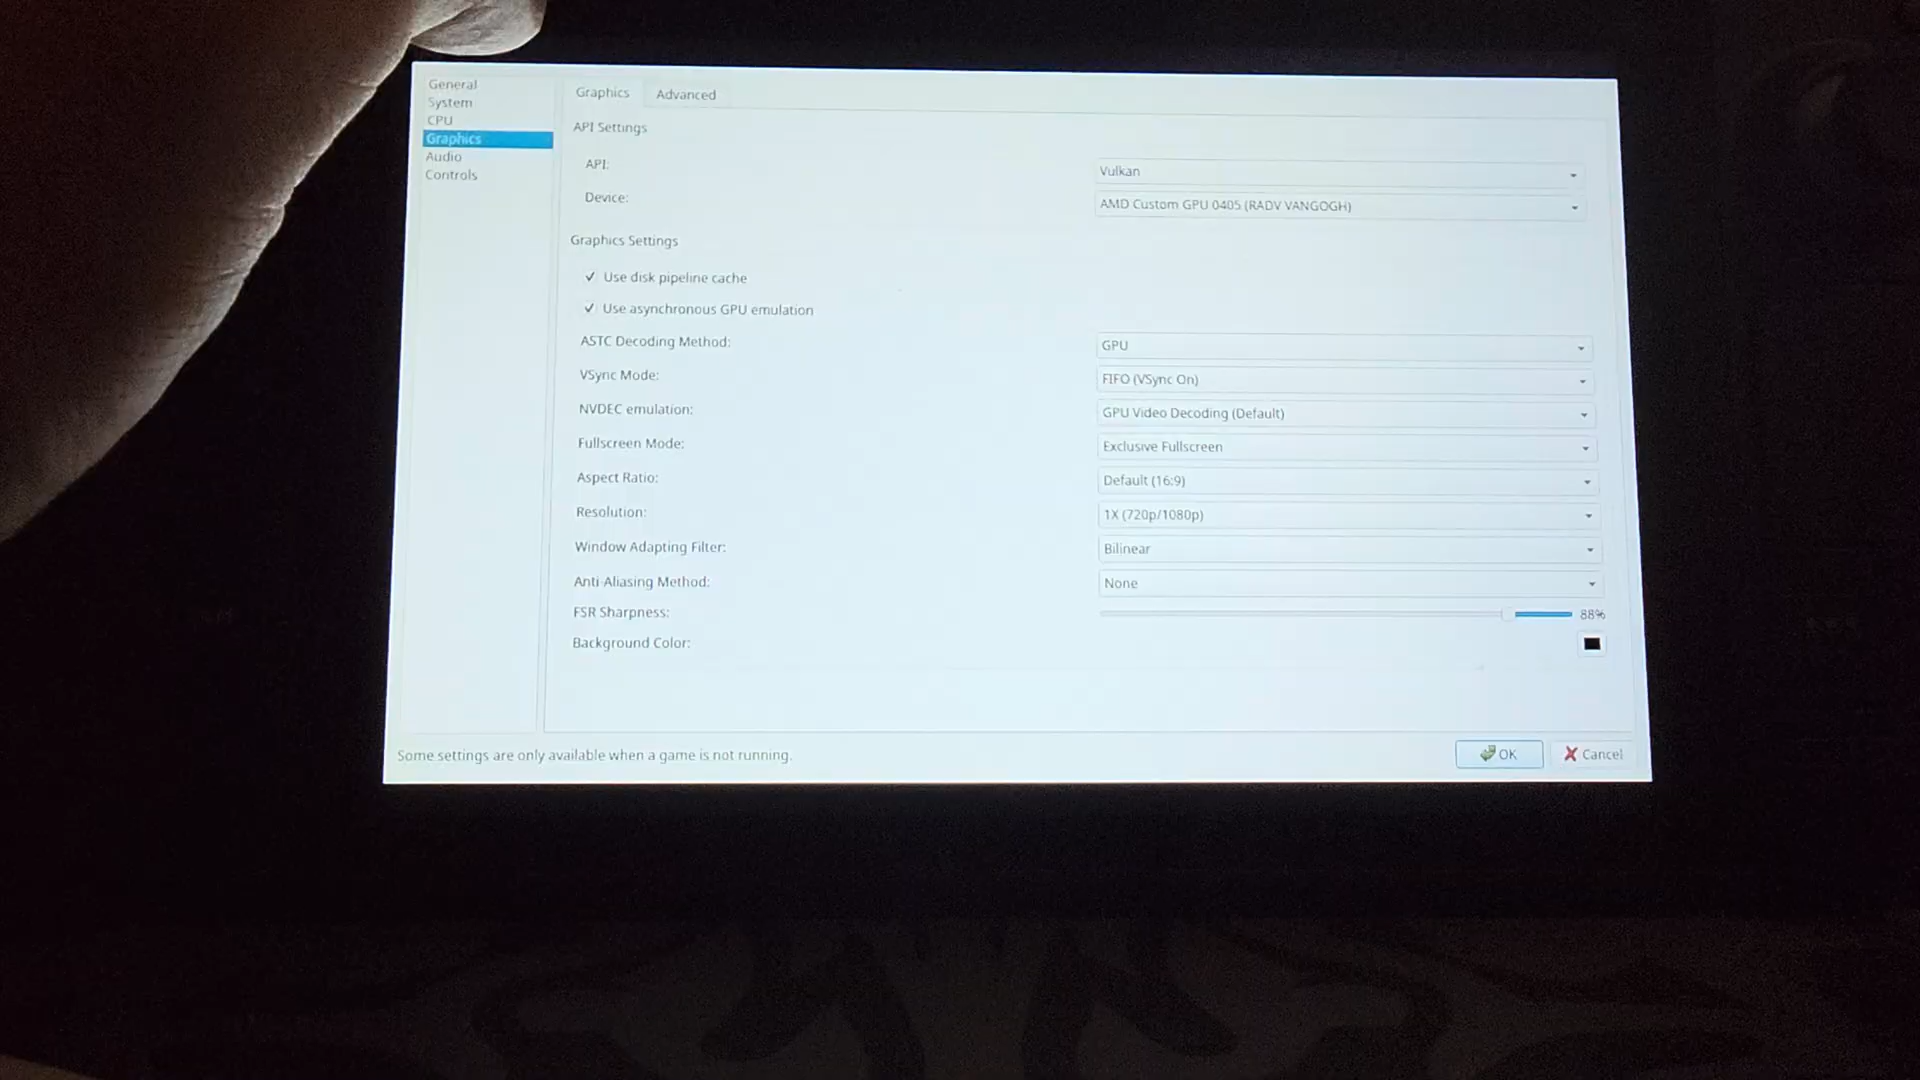 General
System
CPU
Graphics
Audio
Controls
Graphics Advanced
API Settings
API: Vulkan
Device: AMD Custom GPU 0405 (RADV VANGOGH)
Graphics Settings
✓ Use disk pipeline cache
✓ Use asynchronous GPU emulation
ASTC Decoding Method: GPU
VSync Mode: FIFO (VSync On)
NVDEC emulation: GPU Video Decoding (Default)
Fullscreen Mode: Exclusive Fullscreen
Aspect Ratio: Default (16:9)
Resolution: 1X (720p/1080p)
Window Adapting Filter: Bilinear
Anti-Aliasing Method: None
FSR Sharpness: 88%
Background Color:
Some settings are only available when a game is not running.
OK Cancel